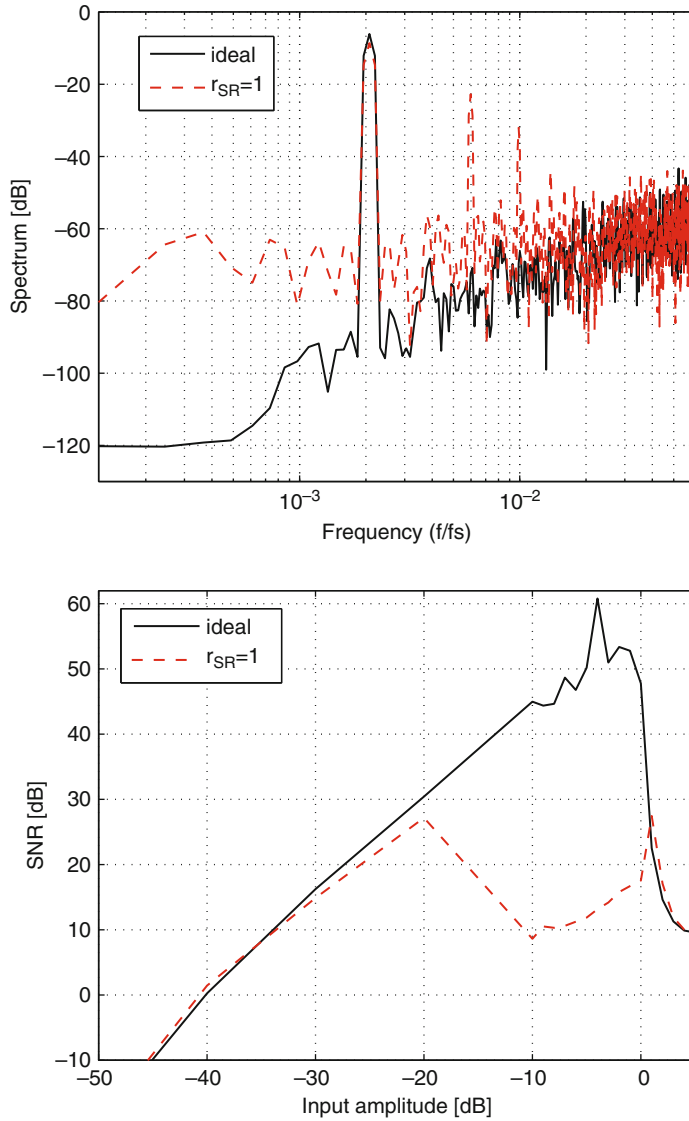 0
−20
−40
−60
−80
−100
−120
Spectrum [dB]
ideal
r_SR=1
10^−3
10^−2
Frequency (f/fs)
60
50
40
30
20
10
0
−10
SNR [dB]
ideal
r_SR=1
−50
−40
−30
−20
−10
0
Input amplitude [dB]